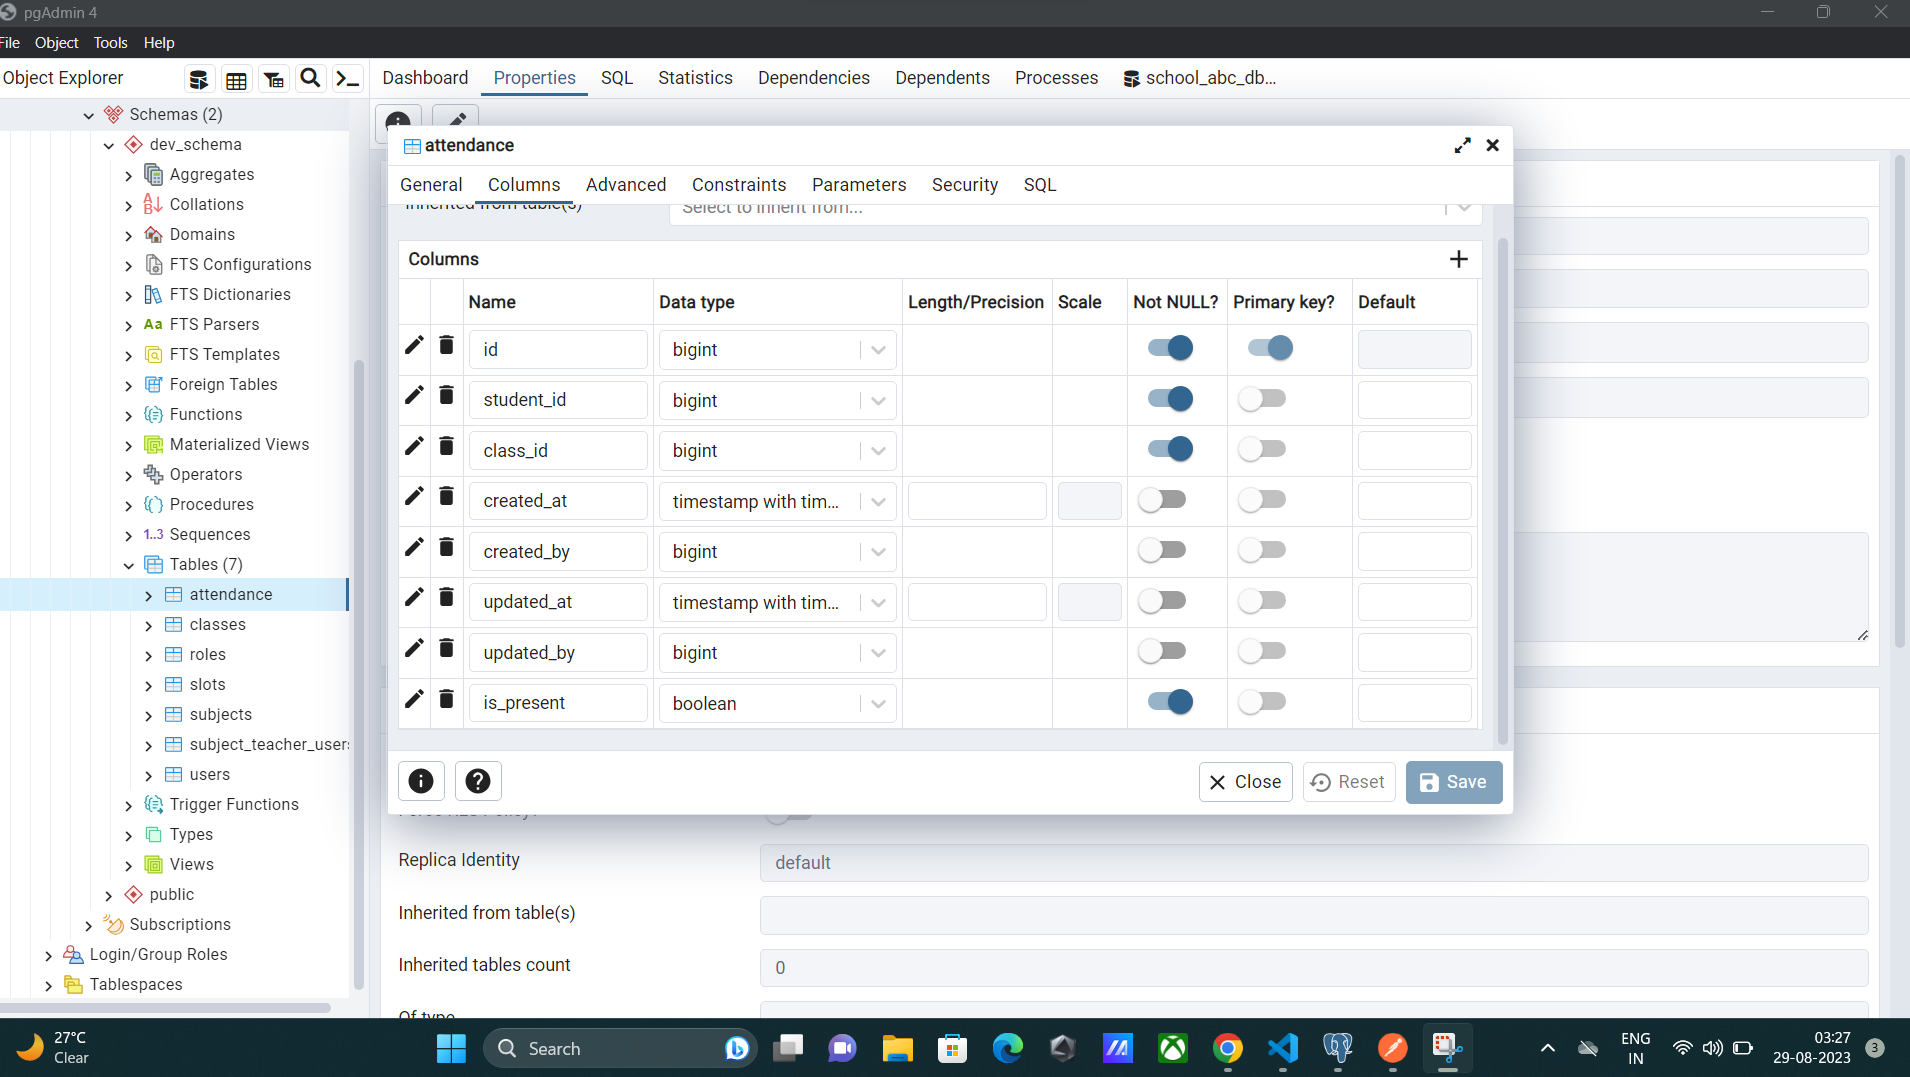 pgAdmin 4
File Object Tools Help
Object Explorer
Dashboard Properties SQL Statistics Dependencies Dependents Processes school_abc_db...
Schemas (2)
dev_schema
Aggregates
Collations
Domains
FTS Configurations
FTS Dictionaries
Aa FTS Parsers
FTS Templates
Foreign Tables
Functions
Materialized Views
Operators
Procedures
1..3 Sequences
Tables (7)
attendance
classes
roles
slots
subjects
subject_teacher_users
users
Trigger Functions
Types
Views
public
Subscriptions
Login/Group Roles
Tablespaces
attendance
General Columns Advanced Constraints Parameters Security SQL
Inherited from table(s) Select to inherit from...
Columns
Name Data type Length/Precision Scale Not NULL? Primary key? Default
id bigint
student_id bigint
class_id bigint
created_at timestamp with tim...
created_by bigint
updated_at timestamp with tim...
updated_by bigint
is_present boolean
Close Reset Save
Replica Identity default
Inherited from table(s)
Inherited tables count 0
Of type
27°C
Clear
Search
ENG
IN
03:27
29-08-2023
3